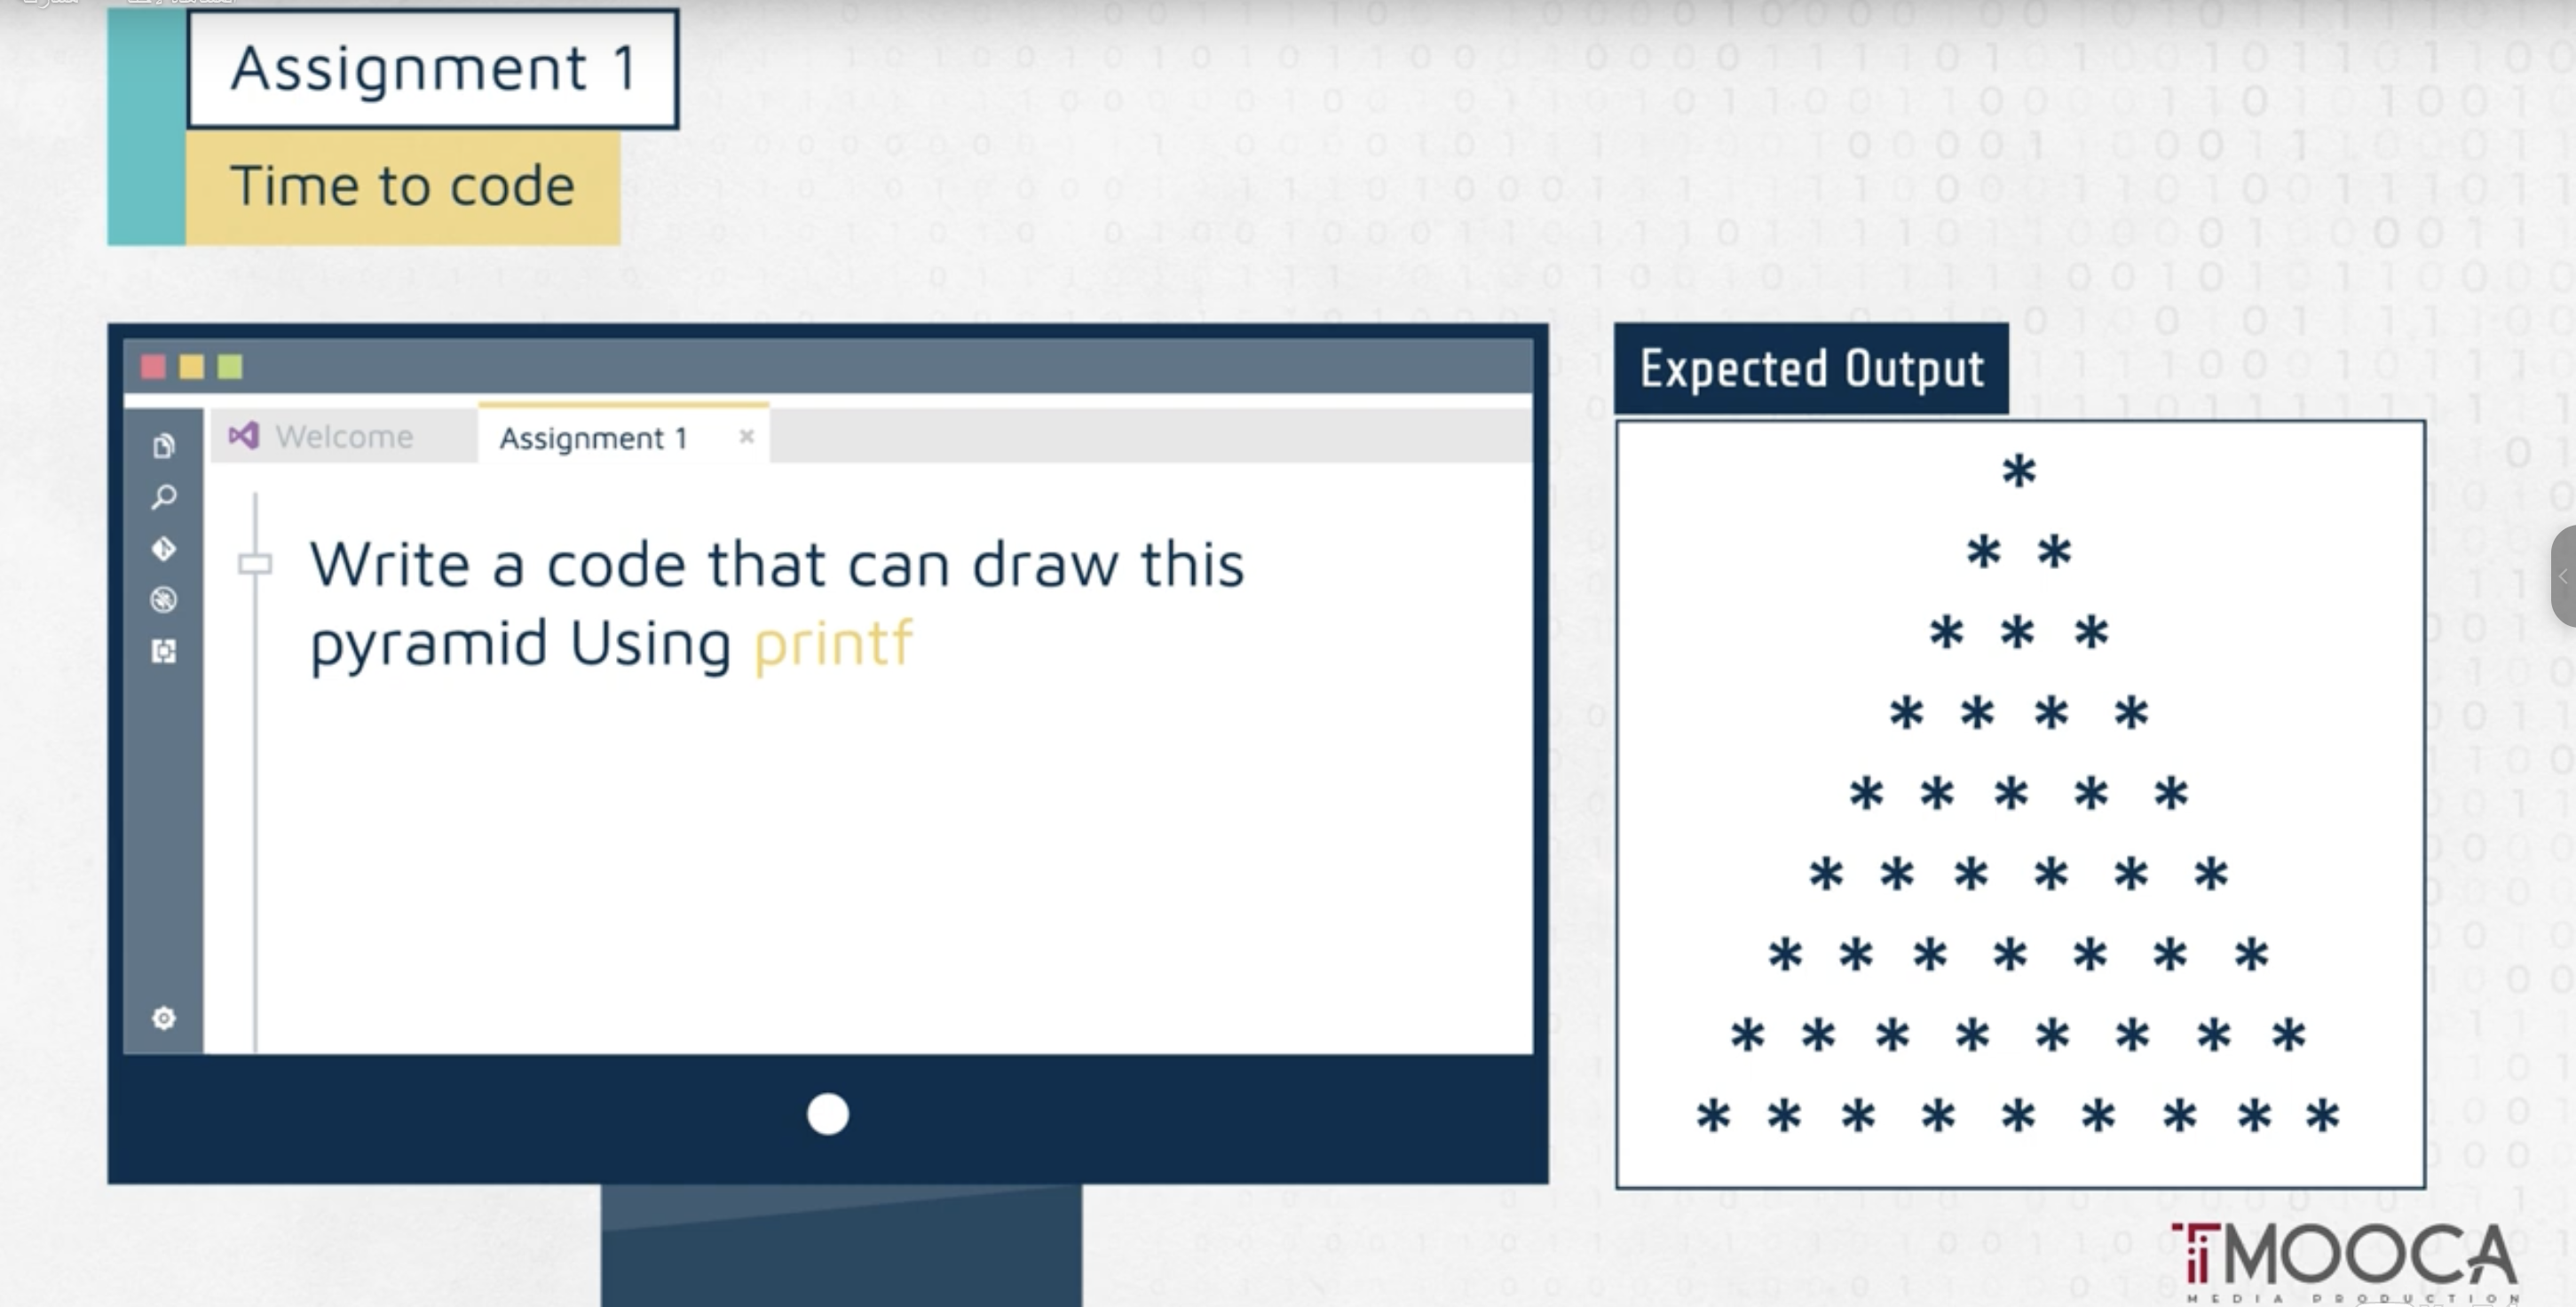 Assignment 1
Time to code
Welcome
Assignment 1
Write a code that can draw this
pyramid Using printf
Expected Output
*
* *
* * *
* * * *
* * * * *
* * * * * *
* * * * * * *
* * * * * * * *
* * * * * * * * *
iTMOOCA
MEDIA PRODUCTION